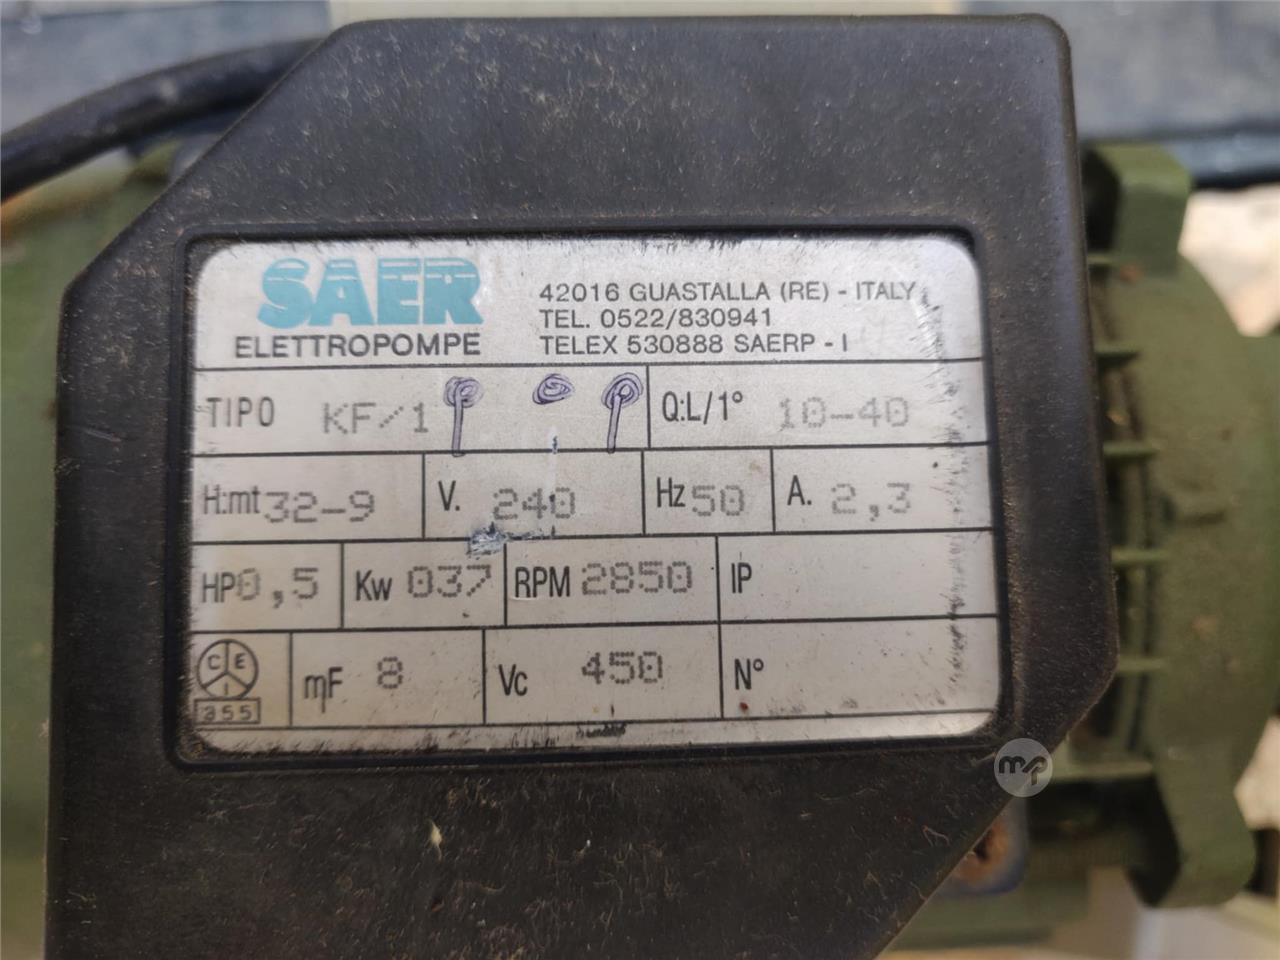 SAER
ELETTROPOMPE
42016 GUASTALLA (RE) - ITALY
TEL. 0522/830941
TELEX 530888 SAERP - I
TIPO KF/1 Q:L/1° 10-40
H:mt 32-9 V. 240 Hz 50 A. 2,3
HP 0,5 Kw 037 RPM 2850 IP
CEI 355 mF 8 Vc 450 N°
mp